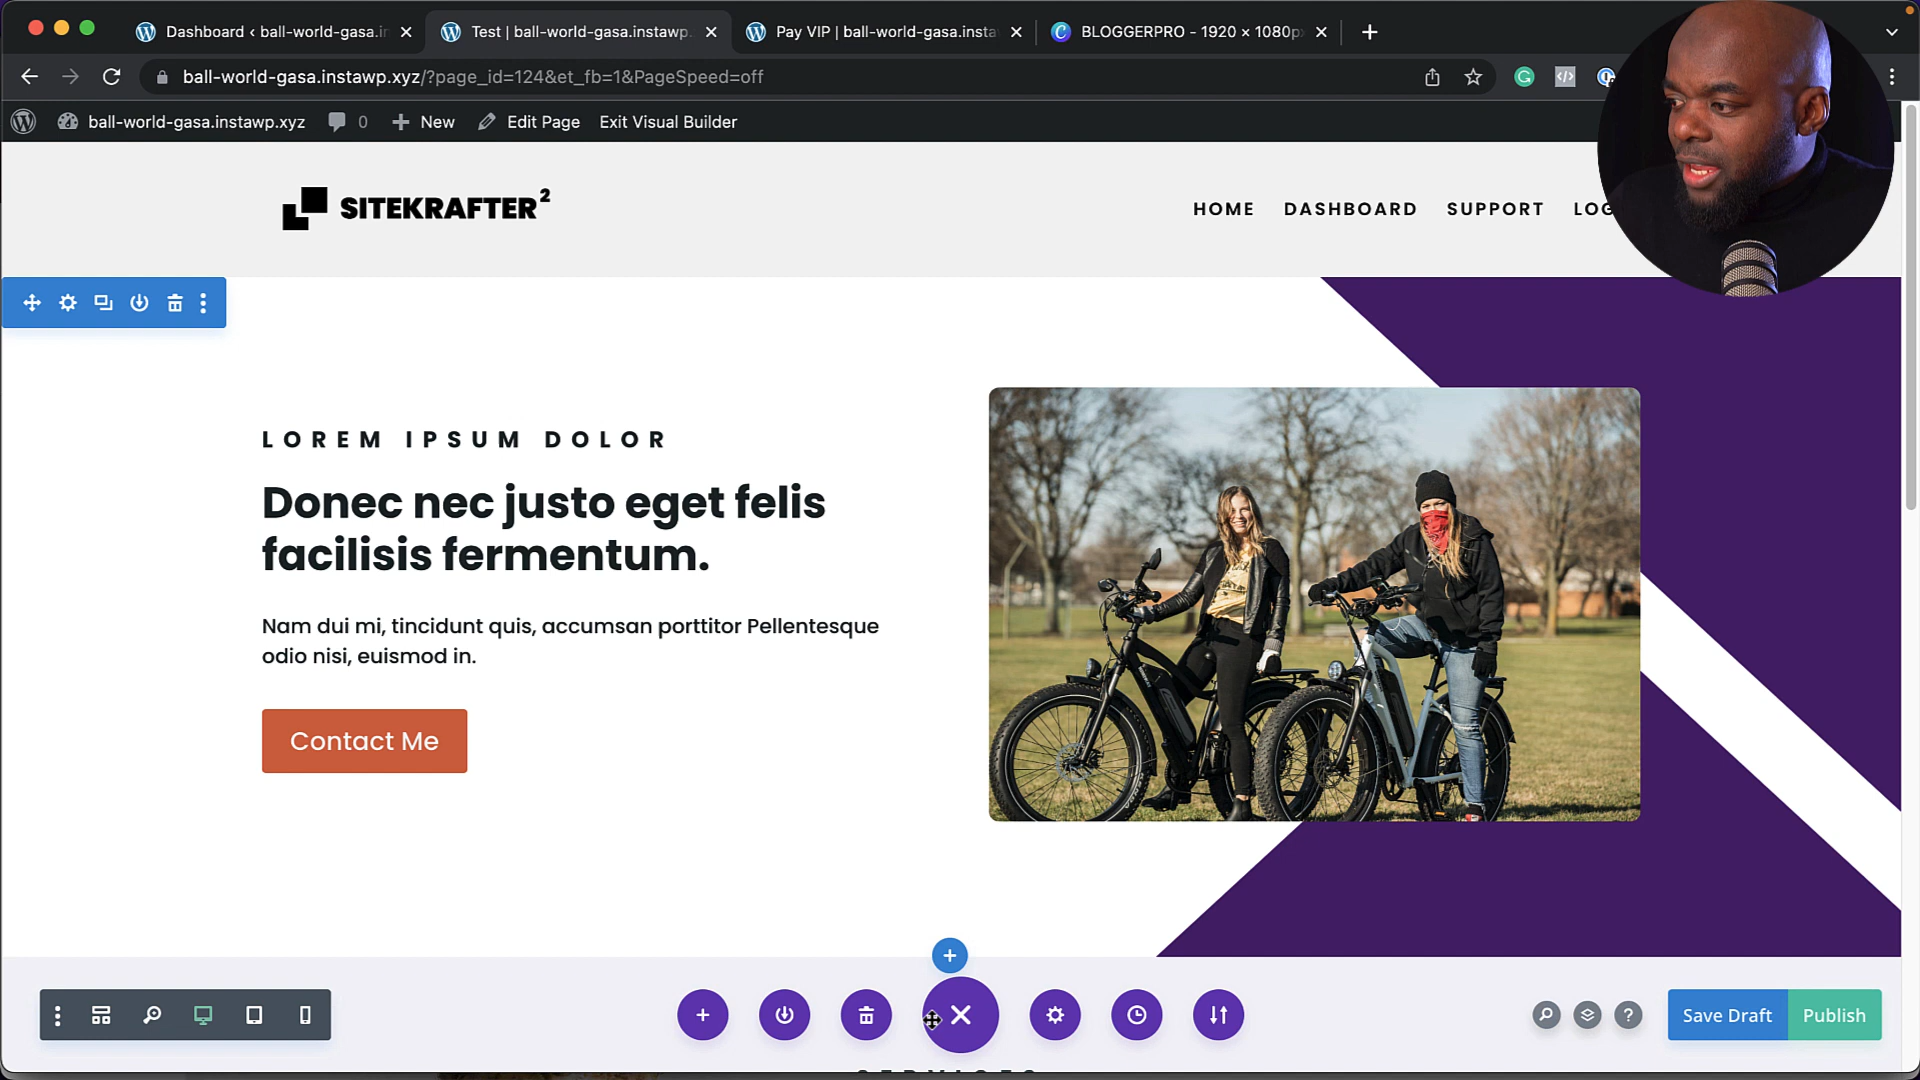 Dashboard ‹ ball-world-gasa.in
Test | ball-world-gasa.instawp.
Pay VIP | ball-world-gasa.insta
BLOGGERPRO - 1920 × 1080p
ball-world-gasa.instawp.xyz/?page_id=124&et_fb=1&PageSpeed=off
ball-world-gasa.instawp.xyz 0 New Edit Page Exit Visual Builder
SITEKRAFTER²
HOME DASHBOARD SUPPORT LOG
LOREM IPSUM DOLOR
Donec nec justo eget felis
facilisis fermentum.
Nam dui mi, tincidunt quis, accumsan porttitor Pellentesque
odio nisi, euismod in.
Contact Me
Save Draft Publish